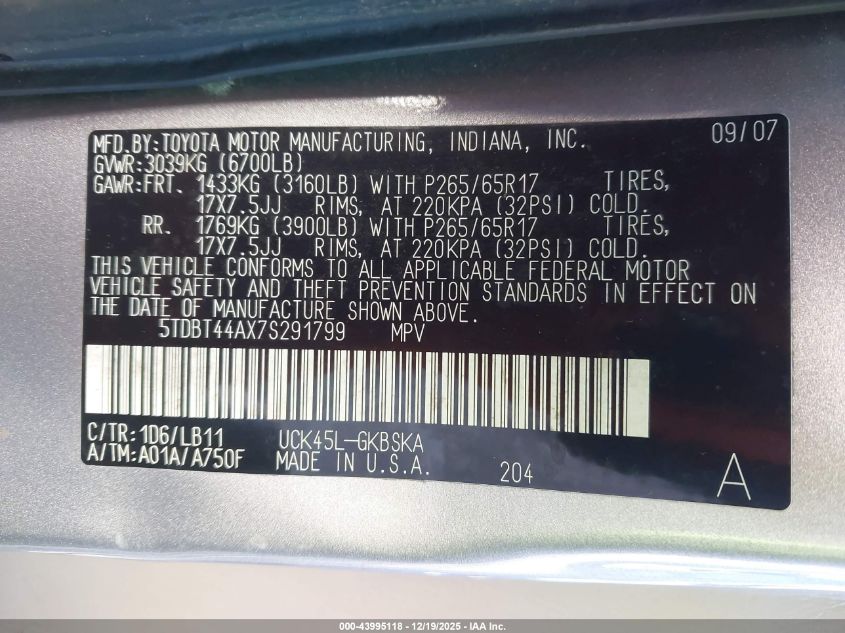 MFD.BY:TOYOTA MOTOR MANUFACTURING, INDIANA, INC. 09/07
GVWR:3039KG (6700LB)
GAWR:FRT. 1433KG (3160LB) WITH P265/65R17 TIRES,
17X7.5JJ RIMS, AT 220KPA (32PSI) COLD.
RR. 1769KG (3900LB) WITH P265/65R17 TIRES,
17X7.5JJ RIMS, AT 220KPA (32PSI) COLD.
THIS VEHICLE CONFORMS TO ALL APPLICABLE FEDERAL MOTOR
VEHICLE SAFETY AND THEFT PREVENTION STANDARDS IN EFFECT ON
THE DATE OF MANUFACTURE SHOWN ABOVE.
5TDBT44AX7S291799 MPV
C/TR:1D6/LB11 UCK45L-GKBSKA
A/TM:A01A/A750F MADE IN U.S.A. 204 A
000-43995118 - 12/19/2025 - IAA Inc.